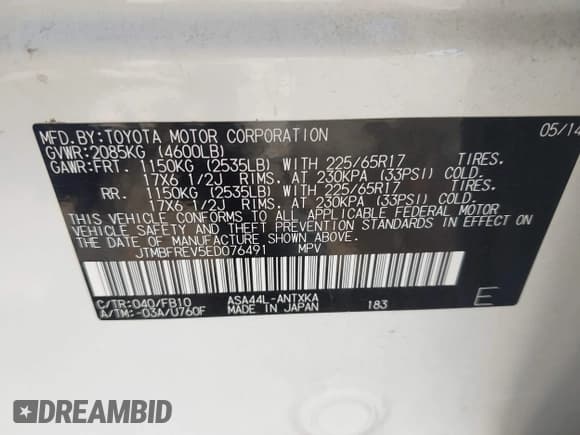 MFD.BY:TOYOTA MOTOR CORPORATION 05/14
GVWR:2085KG (4600LB)
GAWR:FRT. 1150KG (2535LB) WITH 225/65R17 TIRES.
17X6 1/2J RIMS. AT 230KPA (33PSI) COLD.
RR. 1150KG (2535LB) WITH 225/65R17 TIRES.
17X6 1/2J RIMS. AT 230KPA (33PSI) COLD.
THIS VEHICLE CONFORMS TO ALL APPLICABLE FEDERAL MOTOR
VEHICLE SAFETY AND THEFT PREVENTION STANDARDS IN EFFECT ON
THE DATE OF MANUFACTURE SHOWN ABOVE.
JTMBFREV5ED076491 MPV
C/TR:040/FB10 ASA44L-ANTXKA
A/TM:-03A/U760F MADE IN JAPAN 183 E
DREAMBID